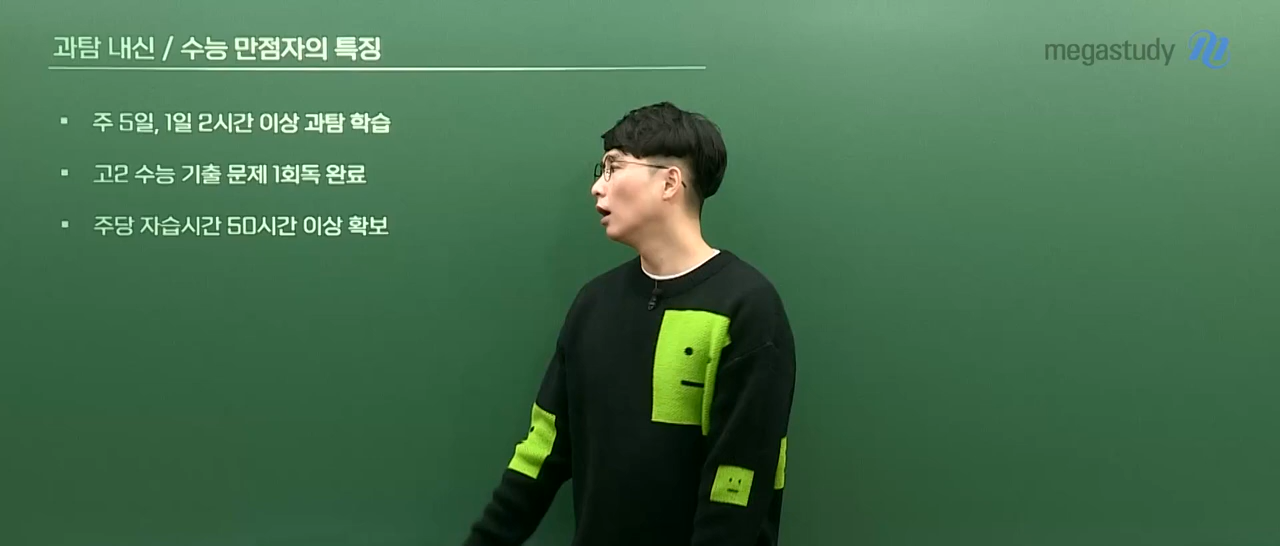 과탐 내신 / 수능 만점자의 특징
megastudy
▪ 주 5일, 1일 2시간 이상 과탐 학습
▪ 고2 수능 기출 문제 1회독 완료
▪ 주당 자습시간 50시간 이상 확보